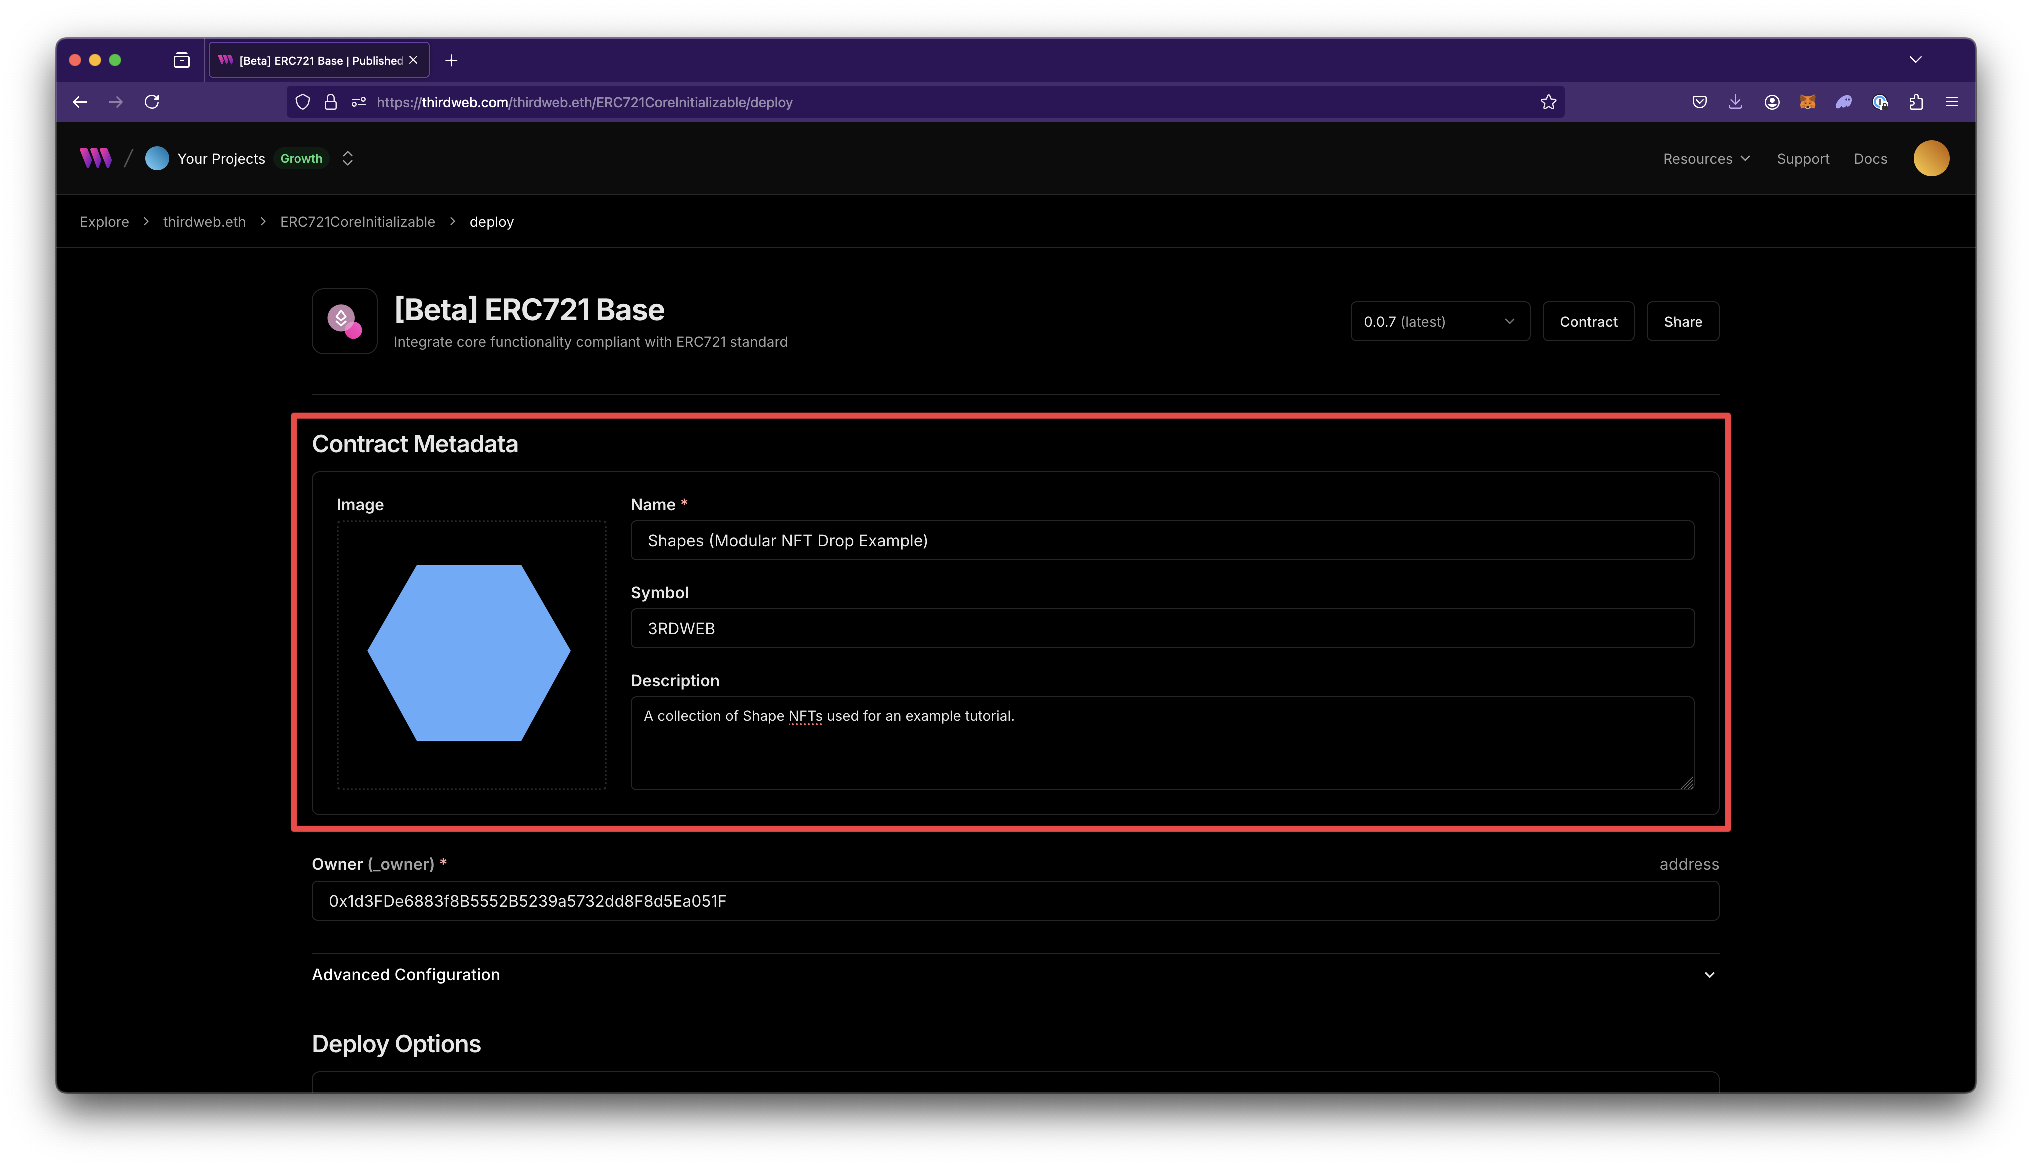 [Beta] ERC721 Base | Published
https://thirdweb.com/thirdweb.eth/ERC721CoreInitializable/deploy
/ Your Projects Growth Resources Support Docs
Explore > thirdweb.eth > ERC721CoreInitializable > deploy
[Beta] ERC721 Base
Integrate core functionality compliant with ERC721 standard
0.0.7 (latest) Contract Share
Contract Metadata
Image
Name *
Shapes (Modular NFT Drop Example)
Symbol
3RDWEB
Description
A collection of Shape NFTs used for an example tutorial.
Owner (_owner) * address
0x1d3FDe6883f8B5552B5239a5732dd8F8d5Ea051F
Advanced Configuration
Deploy Options